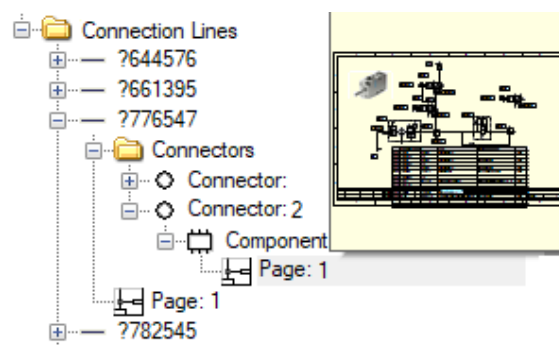 Connection Lines
?644576
?661395
?776547
Connectors
Connector:
Connector: 2
Component
Page: 1
Page: 1
?782545